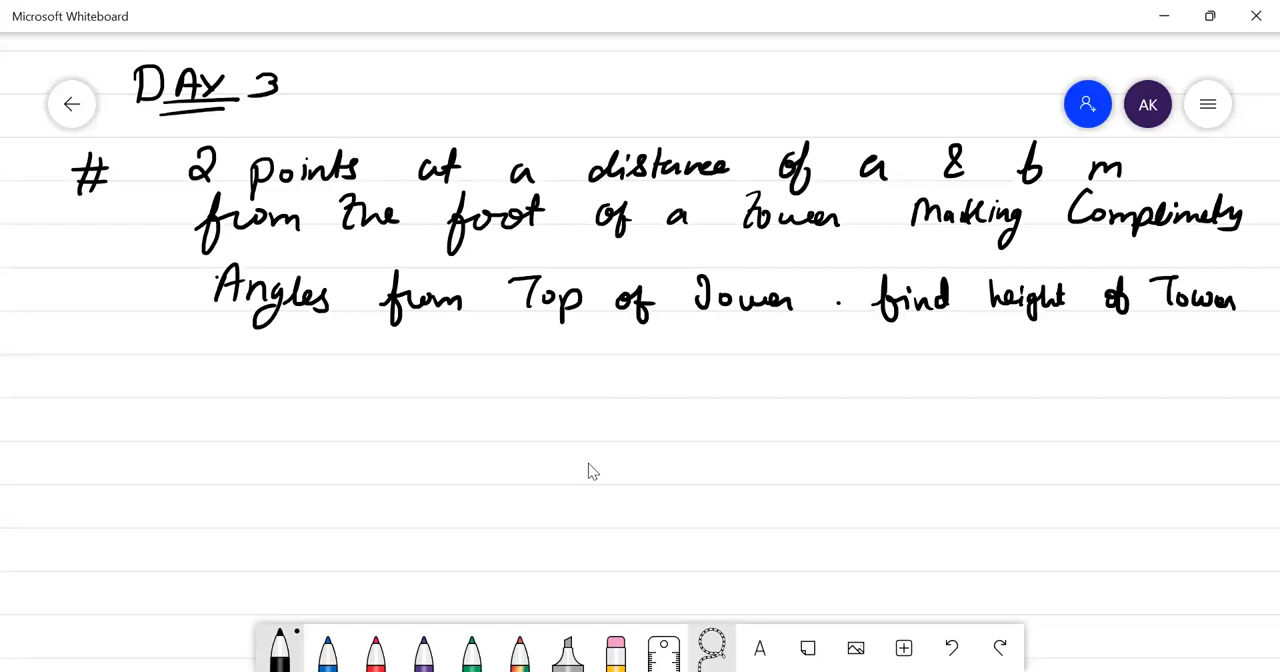 Microsoft Whiteboard
DAY 3
AK
# 2 points at a distance of a & b m
from the foot of a tower Making Complimety
Angles from Top of Tower . find height of Tower
A